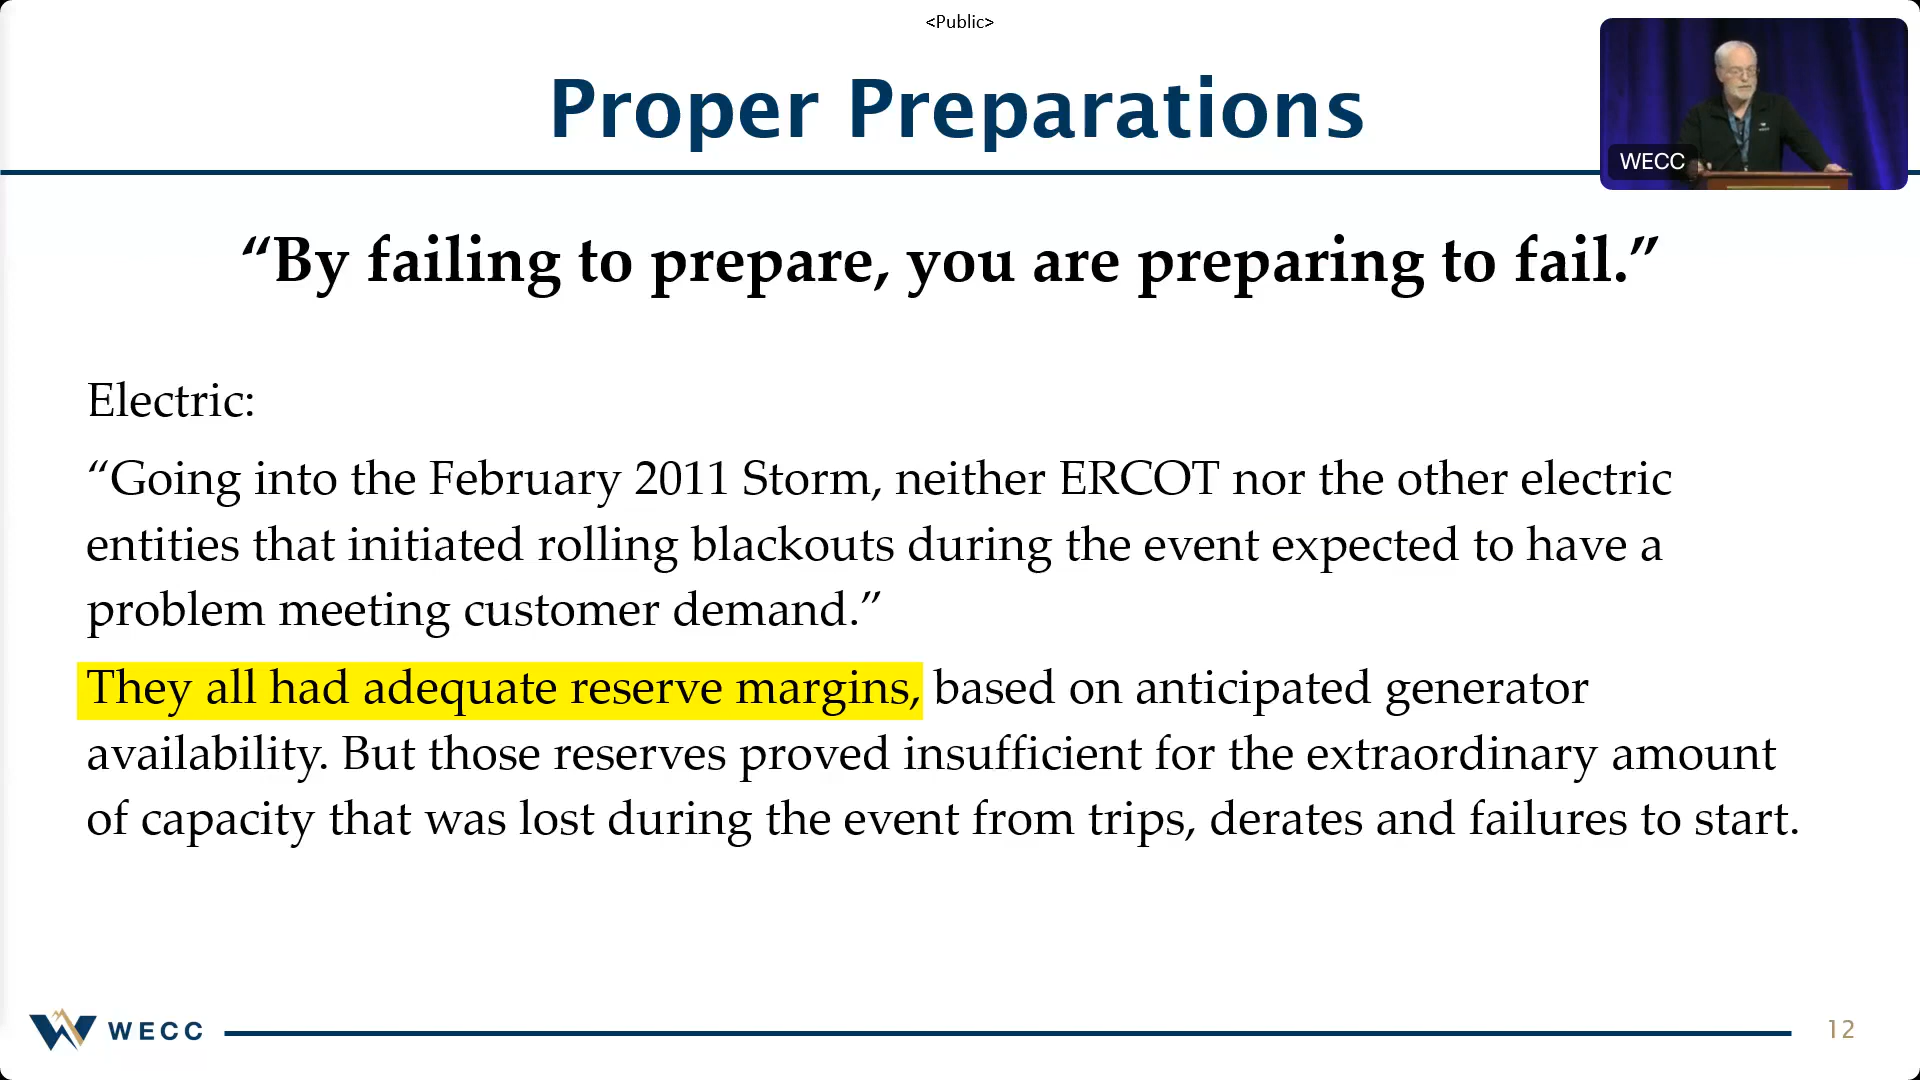 <Public>
Proper Preparations
WECC
“By failing to prepare, you are preparing to fail.”
Electric:
“Going into the February 2011 Storm, neither ERCOT nor the other electric
entities that initiated rolling blackouts during the event expected to have a
problem meeting customer demand.”
They all had adequate reserve margins, based on anticipated generator
availability. But those reserves proved insufficient for the extraordinary amount
of capacity that was lost during the event from trips, derates and failures to start.
WECC
12